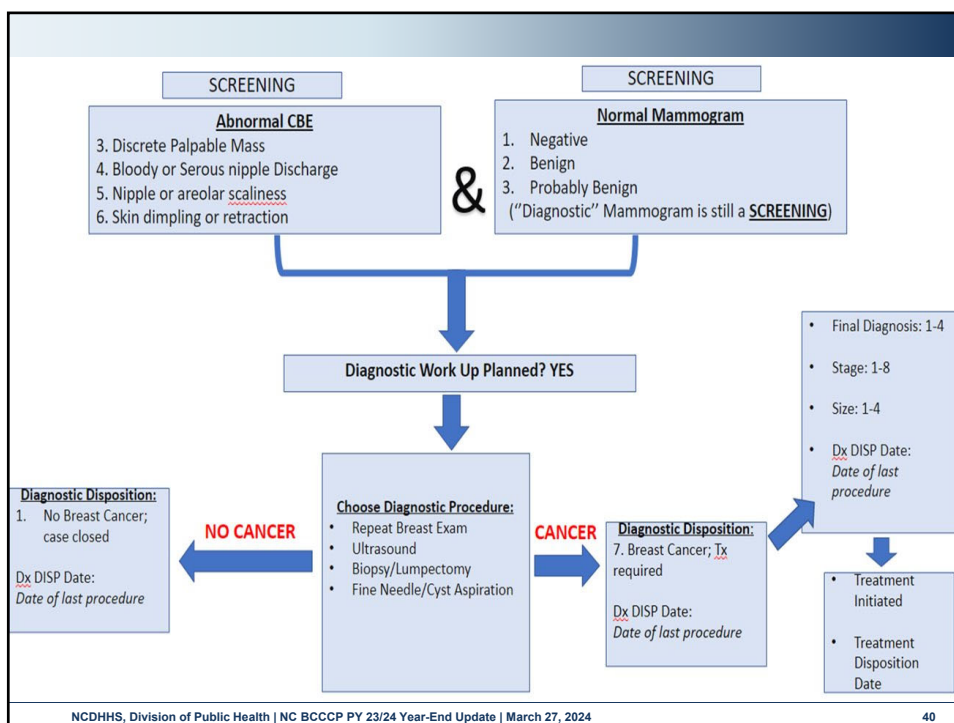 SCREENING
Abnormal CBE
3. Discrete Palpable Mass
4. Bloody or Serous nipple Discharge
5. Nipple or areolar scaliness
6. Skin dimpling or retraction
&
SCREENING
Normal Mammogram
1. Negative
2. Benign
3. Probably Benign
(“Diagnostic” Mammogram is still a SCREENING)
Diagnostic Work Up Planned? YES
Choose Diagnostic Procedure:
• Repeat Breast Exam
• Ultrasound
• Biopsy/Lumpectomy
• Fine Needle/Cyst Aspiration
NO CANCER
Diagnostic Disposition:
1. No Breast Cancer;
case closed
Dx DISP Date:
Date of last procedure
CANCER
Diagnostic Disposition:
7. Breast Cancer; Tx
required
Dx DISP Date:
Date of last procedure
• Final Diagnosis: 1-4
• Stage: 1-8
• Size: 1-4
• Dx DISP Date:
Date of last
procedure
• Treatment
Initiated
• Treatment
Disposition
Date
NCDHHS, Division of Public Health | NC BCCCP PY 23/24 Year-End Update | March 27, 2024
40